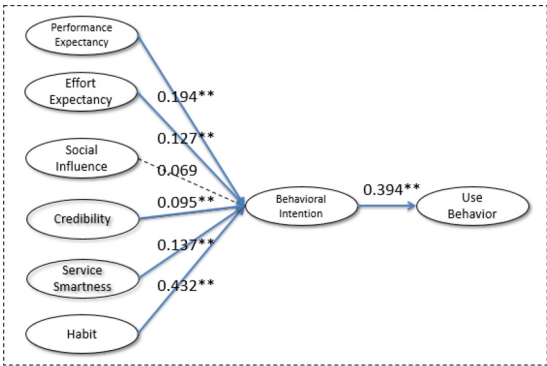 Performance
Expectancy
Effort
Expectancy
Social
Influence
Credibility
Service
Smartness
Habit
0.194**
0.127**
0.069
0.095**
0.137**
0.432**
Behavioral
Intention
0.394**
Use
Behavior